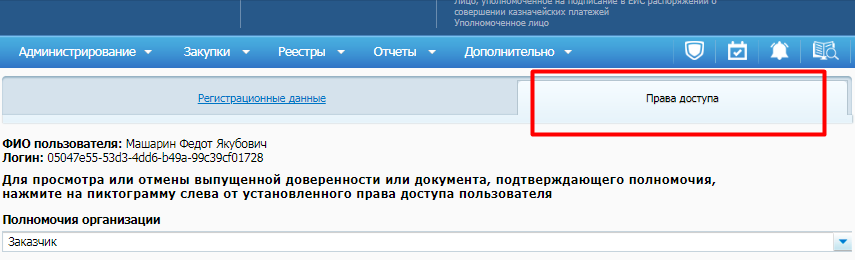 Лицо, уполномоченное на подписание в ЕИС распоряжений о
совершении казначейских платежей
Уполномоченное лицо
Администрирование Закупки Реестры Отчеты Дополнительно
Регистрационные данные Права доступа
ФИО пользователя: Машарин Федот Якубович
Логин: 05047e55-53d3-4dd6-b49a-99c39cf01728
Для просмотра или отмены выпущенной доверенности или документа, подтверждающего полномочия,
нажмите на пиктограмму слева от установленного права доступа пользователя
Полномочия организации
Заказчик